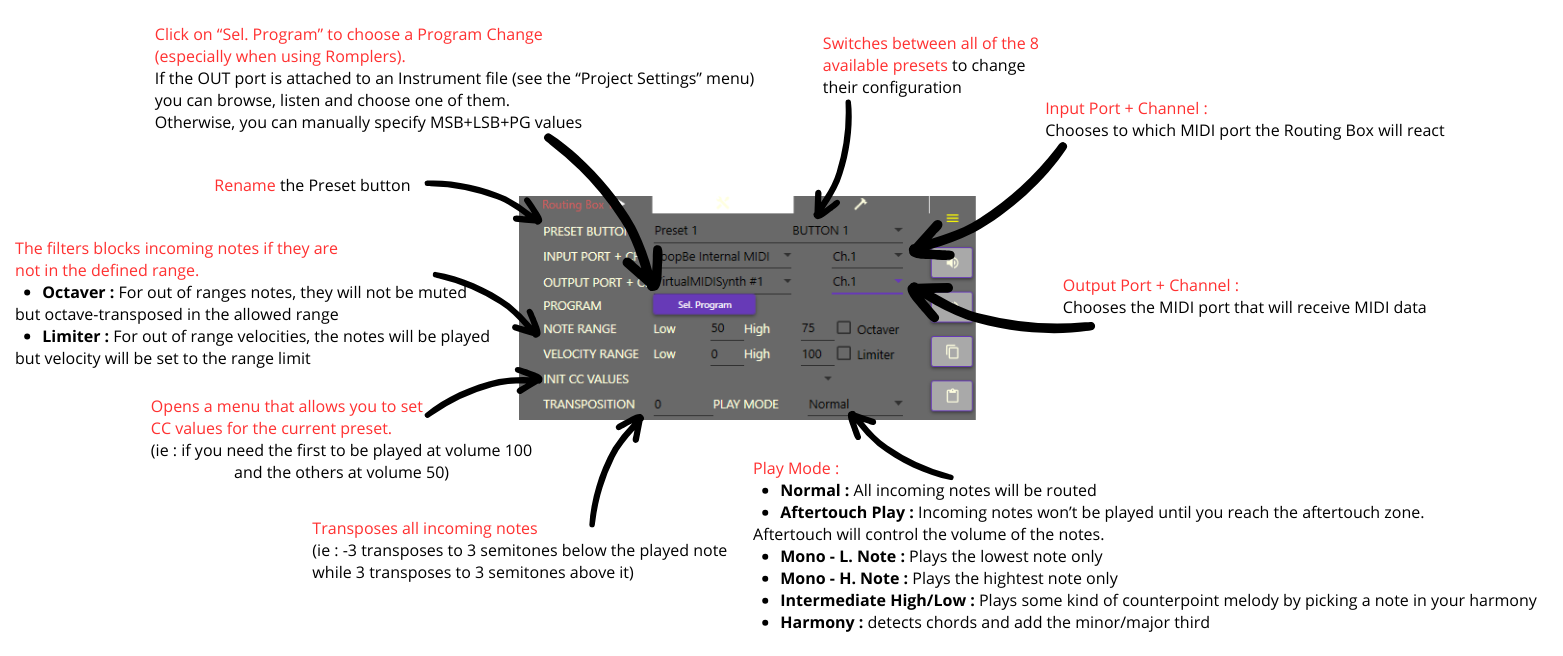 Click on “Sel. Program” to choose a Program Change
(especially when using Romplers).
If the OUT port is attached to an Instrument file (see the “Project Settings” menu)
you can browse, listen and choose one of them.
Otherwise, you can manually specify MSB+LSB+PG values
Switches between all of the 8
available presets to change
their configuration
Input Port + Channel :
Chooses to which MIDI port the Routing Box will react
Rename the Preset button
The filters blocks incoming notes if they are
not in the defined range.
• Octaver : For out of ranges notes, they will not be muted
but octave-transposed in the allowed range
• Limiter : For out of range velocities, the notes will be played
but velocity will be set to the range limit
Routing Box
PRESET BUTTON Preset 1 BUTTON 1
INPUT PORT + LoopBe Internal MIDI Ch.1
OUTPUT PORT + VirtualMIDISynth #1 Ch.1
PROGRAM Sel. Program
NOTE RANGE Low 50 High 75 Octaver
VELOCITY RANGE Low 0 High 100 Limiter
INIT CC VALUES
TRANSPOSITION 0 PLAY MODE Normal
Output Port + Channel :
Chooses the MIDI port that will receive MIDI data
Opens a menu that allows you to set
CC values for the current preset.
(ie : if you need the first to be played at volume 100
and the others at volume 50)
Transposes all incoming notes
(ie : -3 transposes to 3 semitones below the played note
while 3 transposes to 3 semitones above it)
Play Mode :
• Normal : All incoming notes will be routed
• Aftertouch Play : Incoming notes won’t be played until you reach the aftertouch zone.
Aftertouch will control the volume of the notes.
• Mono - L. Note : Plays the lowest note only
• Mono - H. Note : Plays the hightest note only
• Intermediate High/Low : Plays some kind of counterpoint melody by picking a note in your harmony
• Harmony : detects chords and add the minor/major third